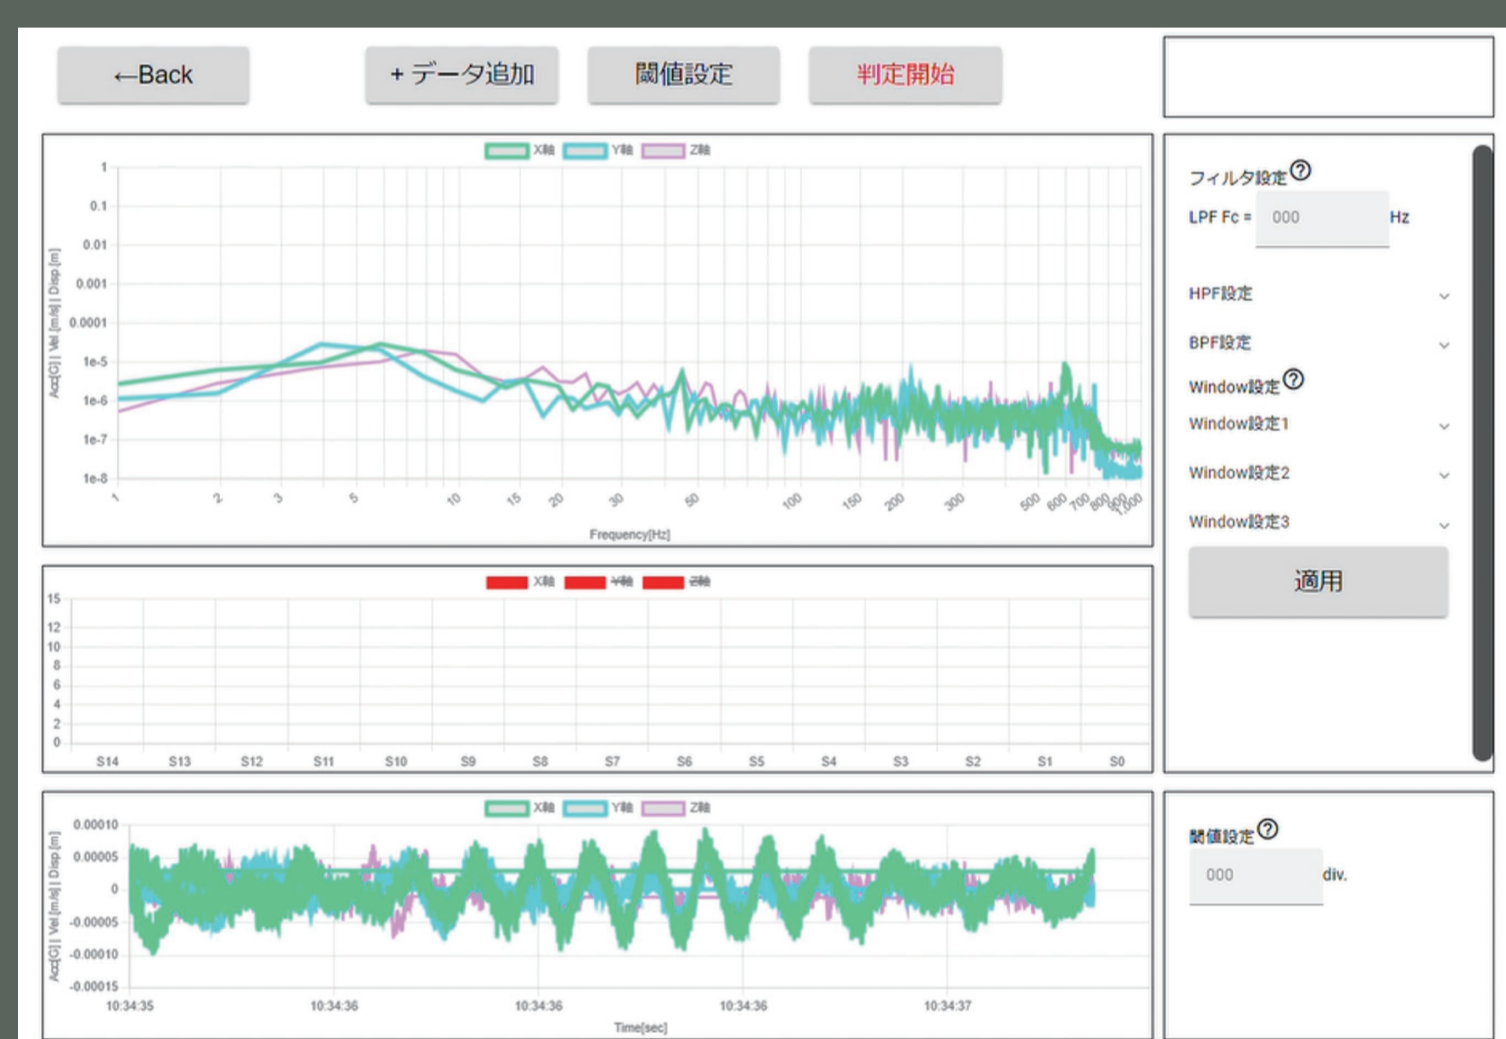 ←Back
+ データ追加
閾値設定
判定開始
X軸 Y軸 Z軸
1
0.1
0.01
0.001
0.0001
1e-5
1e-6
1e-7
1e-8
Acc[G] | Vel.[m/s] | Disp.[m]
1 2 3 5 10 15 20 30 50 100 150 200 300 500 600 700 800 900 1,000
Frequency[Hz]
フィルタ設定?
LPF Fc = 000 Hz
HPF設定
BPF設定
Window設定?
Window設定1
Window設定2
Window設定3
適用
X軸 Y軸 Z軸
15
12
10
8
6
4
2
0
S14 S13 S12 S11 S10 S9 S8 S7 S6 S5 S4 S3 S2 S1 S0
X軸 Y軸 Z軸
0.00010
0.00005
0
-0.00005
-0.00010
-0.00015
Acc[G] | Vel.[m/s] | Disp.[m]
10:34:35 10:34:36 10:34:36 10:34:36 10:34:37
Time[sec]
閾値設定?
000 div.